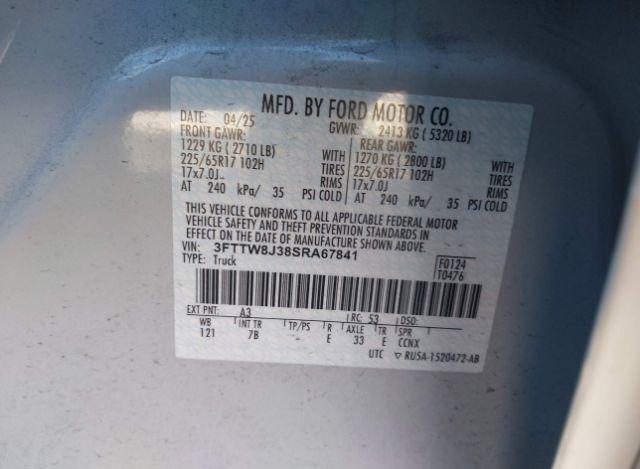 MFD. BY FORD MOTOR CO.
DATE: 04/25 GVWR: 2413 KG ( 5320 LB)
FRONT GAWR: REAR GAWR:
1229 KG ( 2710 LB) WITH 1270 KG ( 2800 LB) WITH
225/65R17 102H TIRES 225/65R17 102H TIRES
17x7.0J RIMS 17x7.0J RIMS
AT 240 kPa/ 35 PSI COLD AT 240 kPa/ 35 PSI COLD
THIS VEHICLE CONFORMS TO ALL APPLICABLE FEDERAL MOTOR
VEHICLE SAFETY AND THEFT PREVENTION STANDARDS IN
EFFECT ON THE DATE OF MANUFACTURE SHOWN ABOVE.
VIN: 3FTTW8J38SRA67841
TYPE: Truck
F0124
T0476
EXT PNT: A3 RC: 53 DSO:
WB INT TR TP/PS R AXLE TR SPR
121 7B E 33 E CCNX
UTC ▽ RU5A-1520472-AB